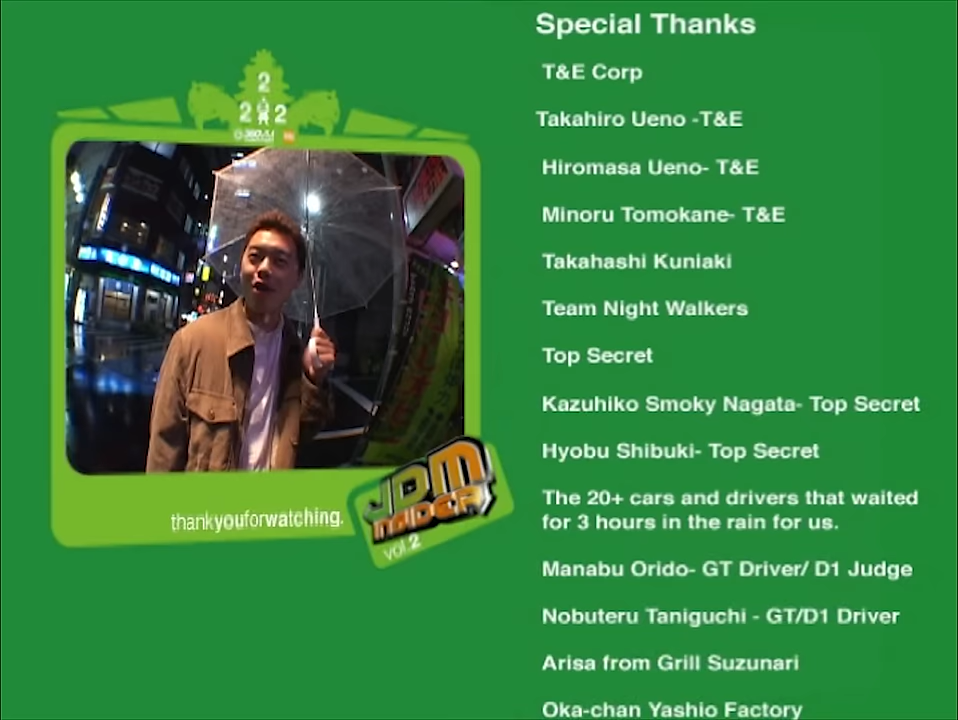 2
2 2
thankyouforwatching.
JDM
INSIDER
vol.2
Special Thanks
T&E Corp
Takahiro Ueno -T&E
Hiromasa Ueno- T&E
Minoru Tomokane- T&E
Takahashi Kuniaki
Team Night Walkers
Top Secret
Kazuhiko Smoky Nagata- Top Secret
Hyobu Shibuki- Top Secret
The 20+ cars and drivers that waited
for 3 hours in the rain for us.
Manabu Orido- GT Driver/ D1 Judge
Nobuteru Taniguchi - GT/D1 Driver
Arisa from Grill Suzunari
Oka-chan Yashio Factory